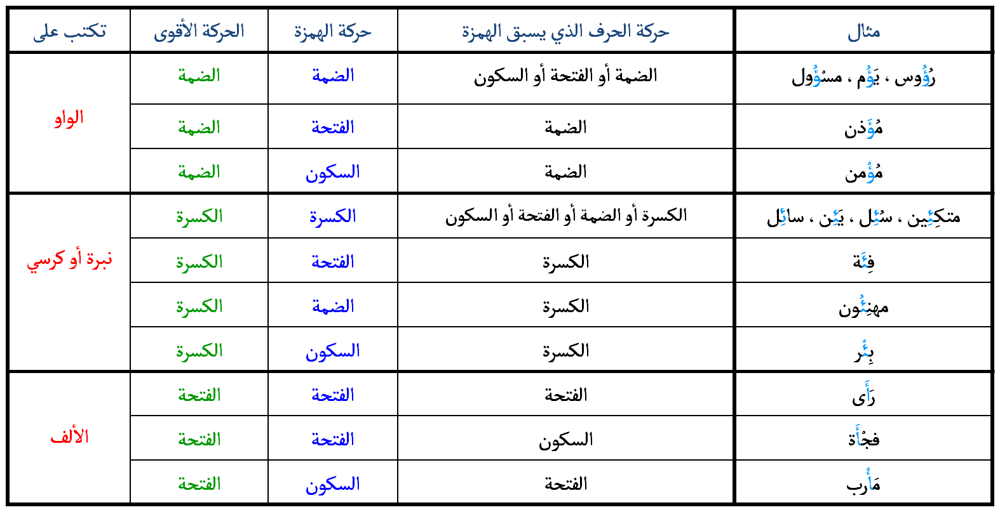 مثال	حركة الحرف الذي يسبق الهمزة	حركة الهمزة	الحركة الأقوى	تكتب على
رُؤُوس ، يَؤُم ، مسْؤُول	الضمة أو الفتحة أو السكون	الضمة	الضمة	الواو
مُؤَذن	الضمة	الفتحة	الضمة
مُؤْمن	الضمة	السكون	الضمة
متكِئِين ، سُئِل ، يَئِن ، سائِل	الكسرة أو الضمة أو الفتحة أو السكون	الكسرة	الكسرة	نبرة أو كرسي
فِئَة	الكسرة	الفتحة	الكسرة
مهنِئُون	الكسرة	الضمة	الكسرة
بِئْر	الكسرة	السكون	الكسرة
رَأَى	الفتحة	الفتحة	الفتحة	الألف
فجْأَة	السكون	الفتحة	الفتحة
مَأْرب	الفتحة	السكون	الفتحة